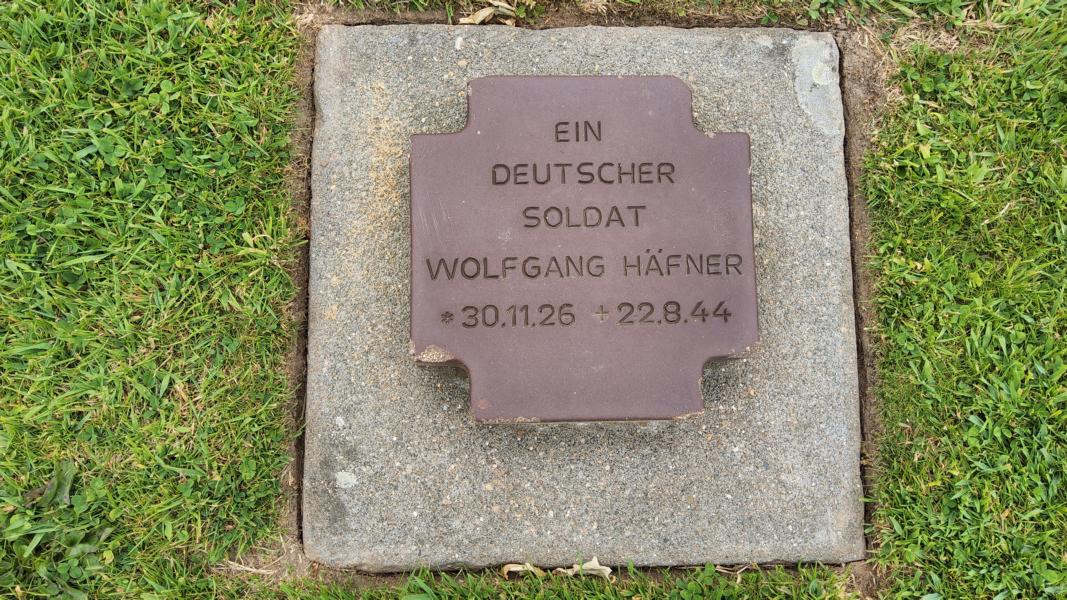 EIN
DEUTSCHER
SOLDAT
WOLFGANG HÄFNER
* 30.11.26 + 22.8.44